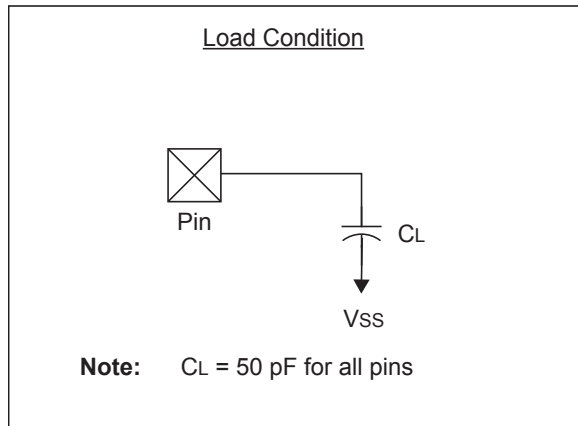 Load Condition
Pin
CL
VSS
Note: CL = 50 pF for all pins